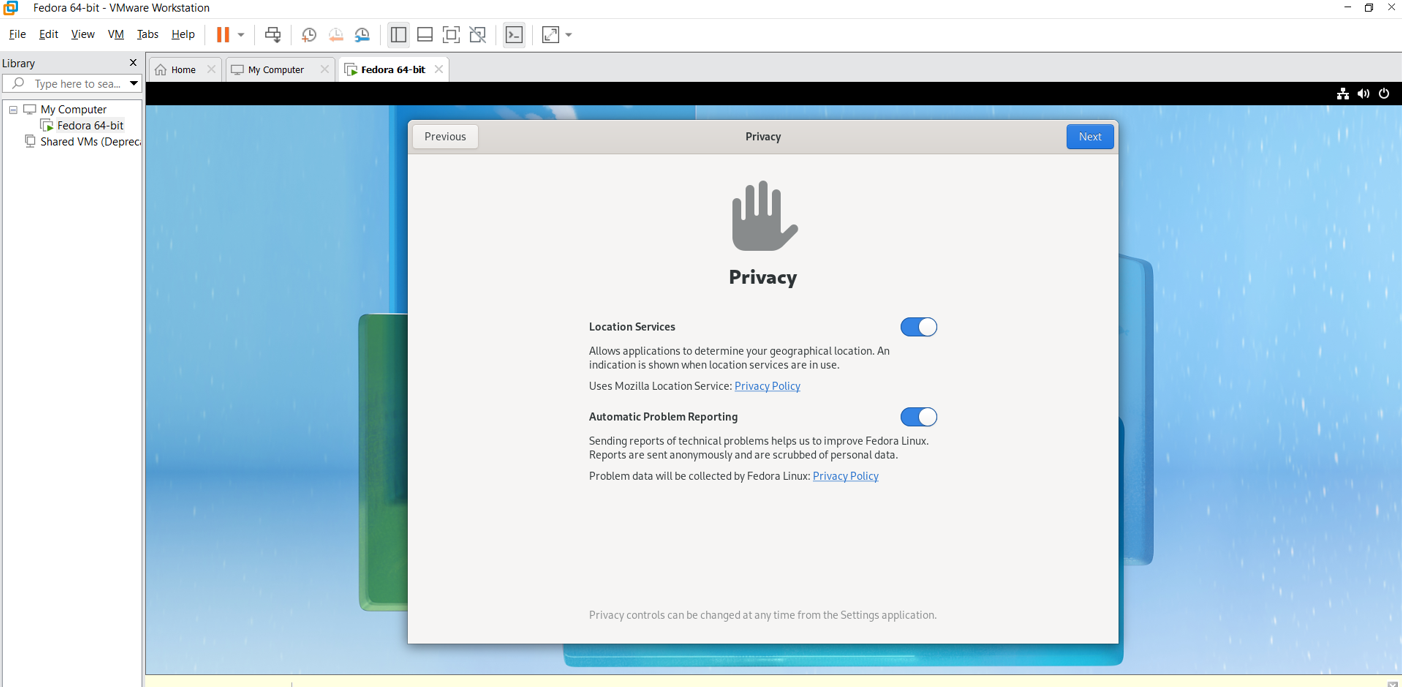 Fedora 64-bit - VMware Workstation
File Edit View VM Tabs Help
Library
Home
My Computer
Fedora 64-bit
Type here to sea...
My Computer
Fedora 64-bit
Shared VMs (Depreca
Previous
Privacy
Next
Privacy
Location Services
Allows applications to determine your geographical location. An
indication is shown when location services are in use.
Uses Mozilla Location Service: Privacy Policy
Automatic Problem Reporting
Sending reports of technical problems helps us to improve Fedora Linux.
Reports are sent anonymously and are scrubbed of personal data.
Problem data will be collected by Fedora Linux: Privacy Policy
Privacy controls can be changed at any time from the Settings application.